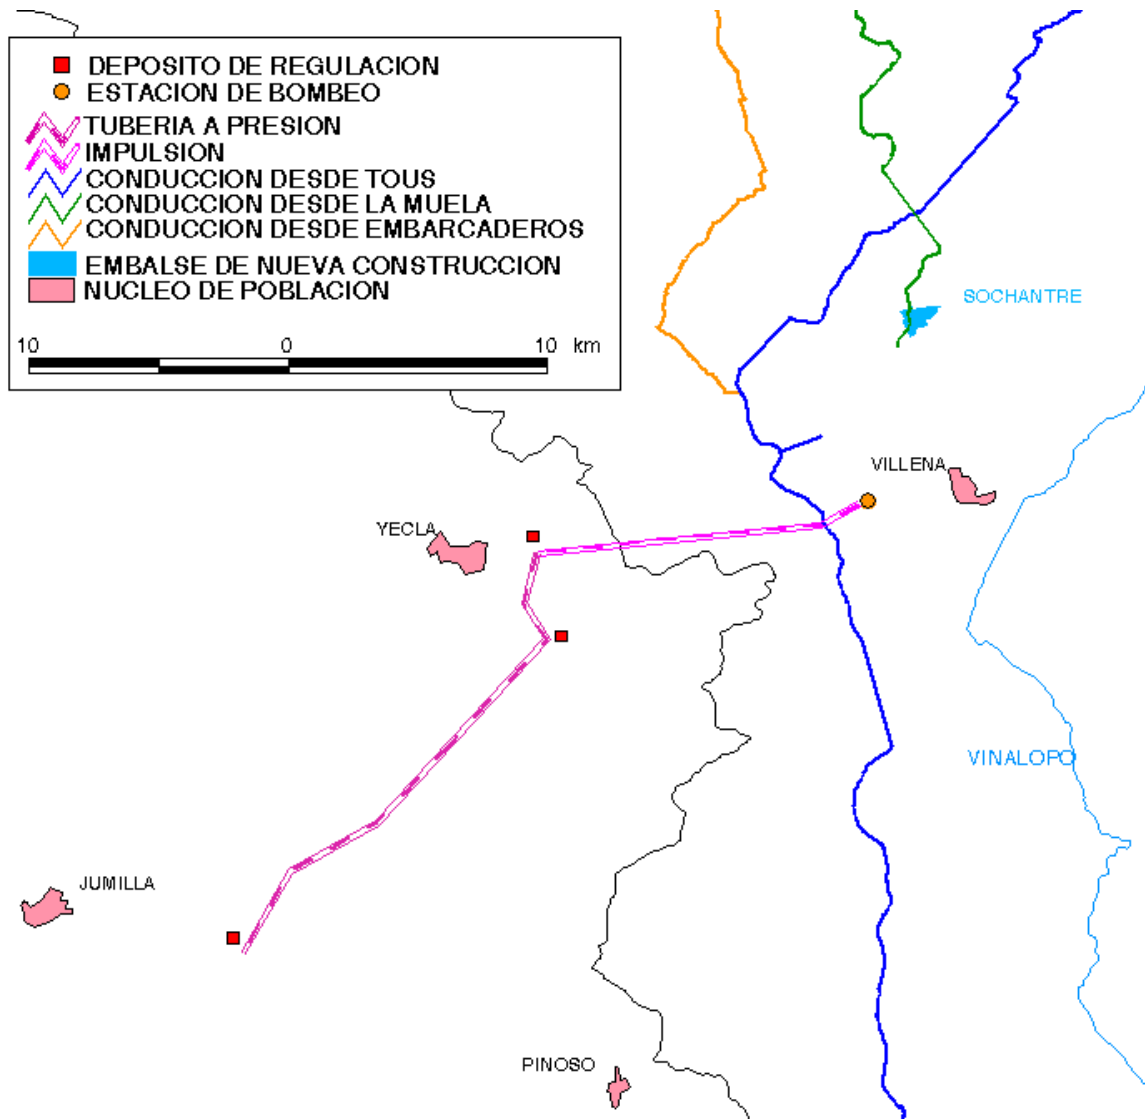 DEPOSITO DE REGULACION
ESTACION DE BOMBEO
TUBERIA A PRESION
IMPULSION
CONDUCCION DESDE TOUS
CONDUCCION DESDE LA MUELA
CONDUCCION DESDE EMBARCADEROS
EMBALSE DE NUEVA CONSTRUCCION
NUCLEO DE POBLACION
10 0 10 km
SOCHANTRE
VILLENA
YECLA
VINALOPO
JUMILLA
PINOSO